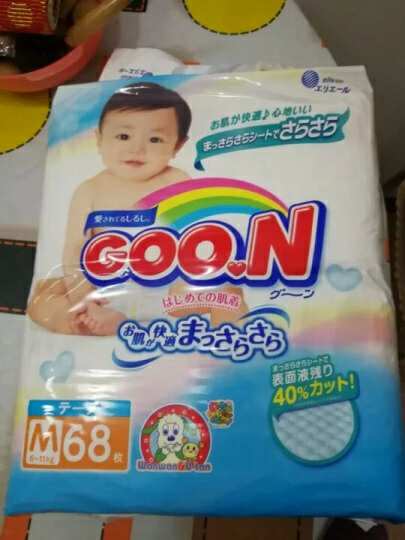 elleair
エリエール
お肌が快適♪心地いい
まっさらさらシートでさらさら
愛されてるしるし。
GOO.N
グ〜ン
はじめての肌着
お肌が快適まっさらさら
まっさらさらシートで
表面液残り
40%カット!
テープ
M68枚
6~11kg
Wanwan&U-tan